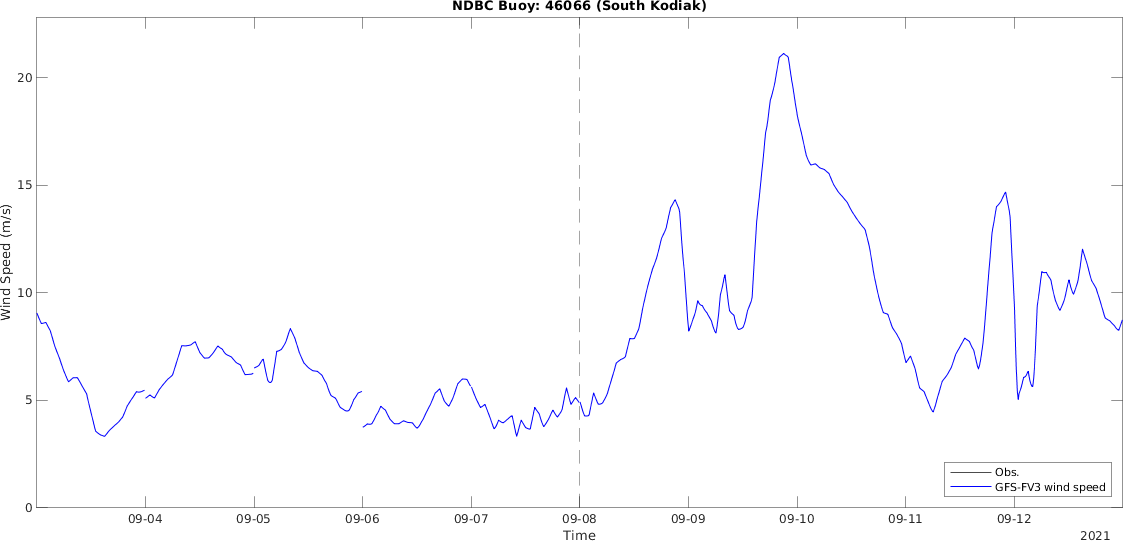 NDBC Buoy: 46066 (South Kodiak)
20
15
10
5
0
Wind Speed (m/s)
09-04 09-05 09-06 09-07 09-08 09-09 09-10 09-11 09-12
Time
2021
Obs.
GFS-FV3 wind speed